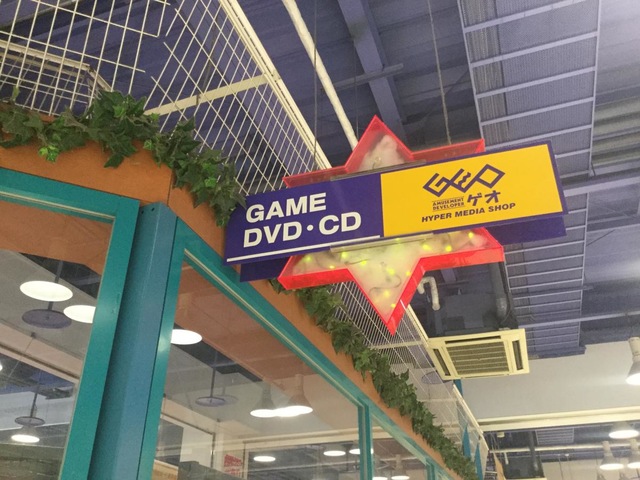 GAME
DVD・CD
GEO
AMUSEMENT
DEVELOPER
ゲオ
HYPER MEDIA SHOP